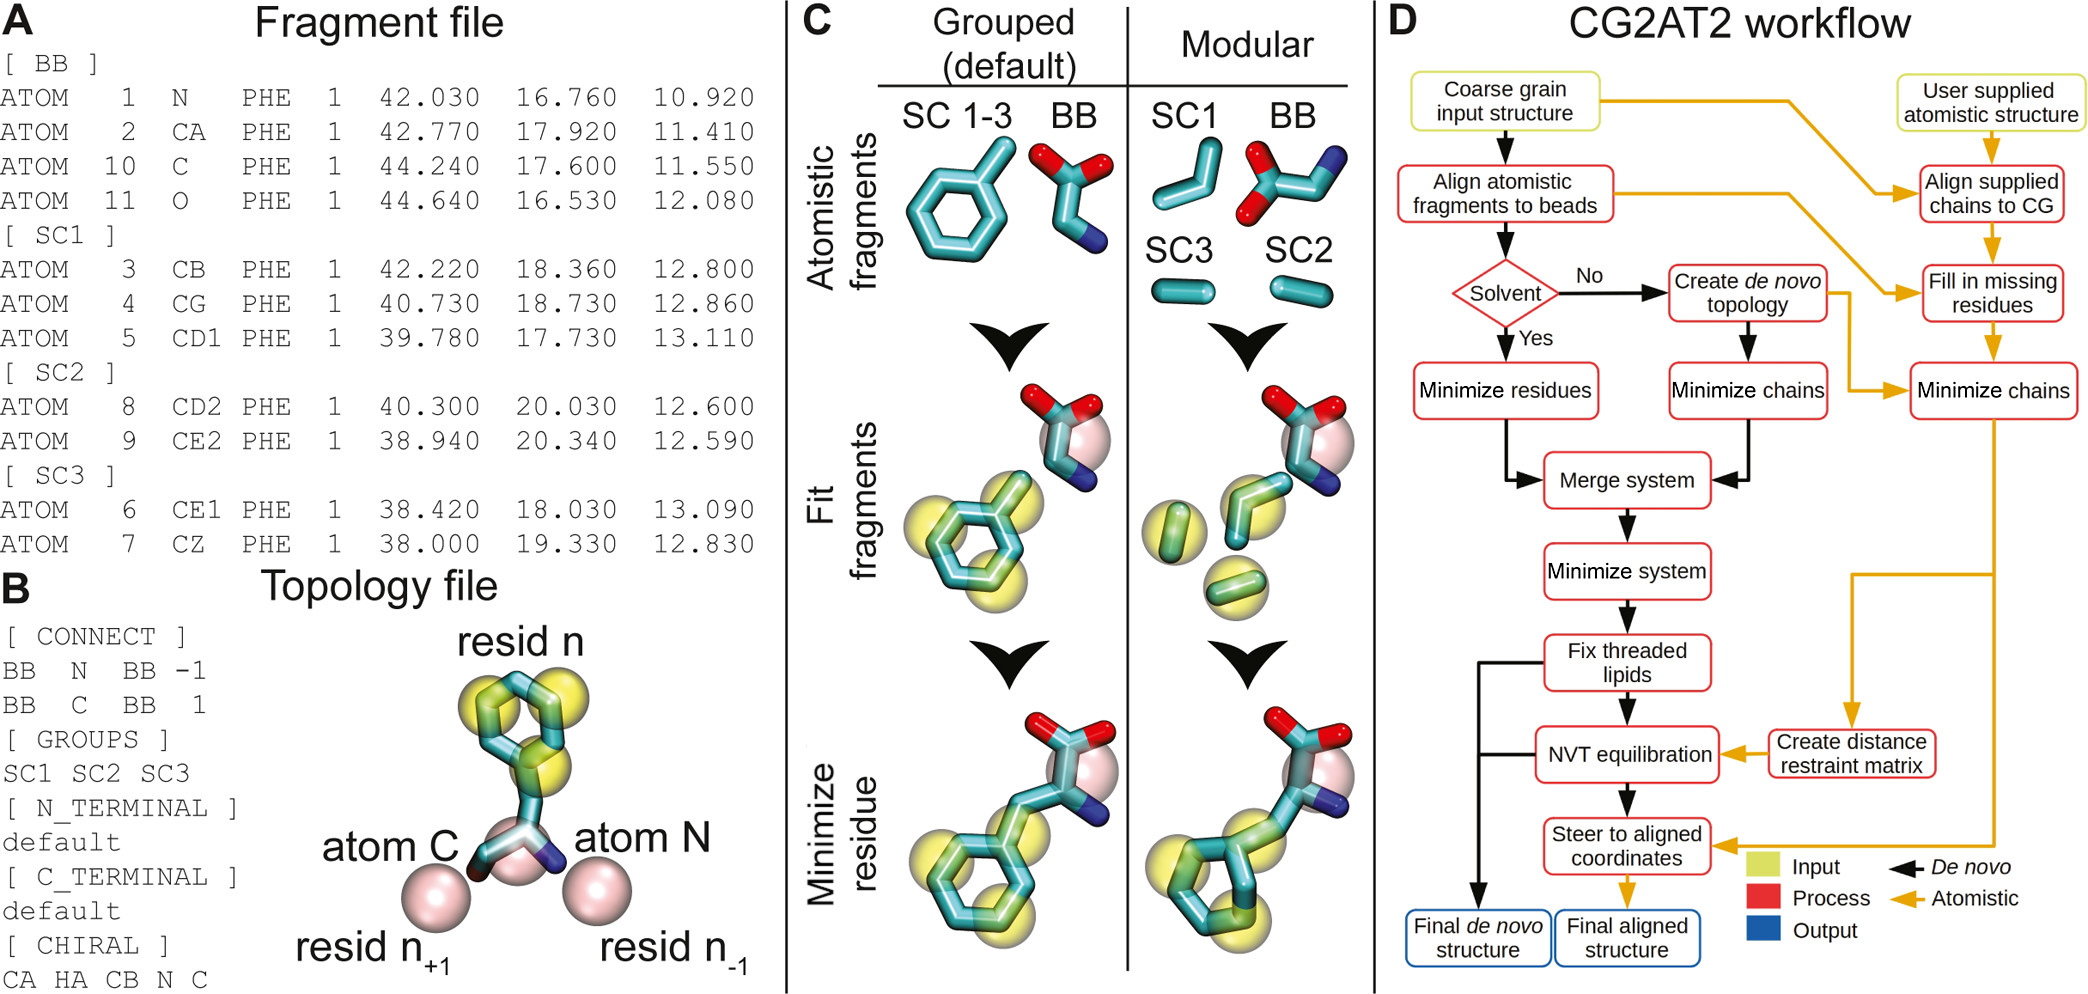 A
Fragment file
[ BB ]
ATOM 1 N PHE 1 42.030 16.760 10.920
ATOM 2 CA PHE 1 42.770 17.920 11.410
ATOM 10 C PHE 1 44.240 17.600 11.550
ATOM 11 O PHE 1 44.640 16.530 12.080
[ SC1 ]
ATOM 3 CB PHE 1 42.220 18.360 12.800
ATOM 4 CG PHE 1 40.730 18.730 12.860
ATOM 5 CD1 PHE 1 39.780 17.730 13.110
[ SC2 ]
ATOM 8 CD2 PHE 1 40.300 20.030 12.600
ATOM 9 CE2 PHE 1 38.940 20.340 12.590
[ SC3 ]
ATOM 6 CE1 PHE 1 38.420 18.030 13.090
ATOM 7 CZ PHE 1 38.000 19.330 12.830
B
Topology file
[ CONNECT ]
BB N BB -1
BB C BB 1
[ GROUPS ]
SC1 SC2 SC3
[ N_TERMINAL ]
default
[ C_TERMINAL ]
default
[ CHIRAL ]
CA HA CB N C
resid n
atom C
atom N
resid n+1
resid n-1
C
Grouped
(default)
Modular
Atomistic
fragments
SC 1-3
BB
SC1
BB
SC3
SC2
Fit
fragments
Minimize
residue
D
CG2AT2 workflow
Coarse grain
input structure
User supplied
atomistic structure
Align atomistic
fragments to beads
Align supplied
chains to CG
Solvent
No
Yes
Create de novo
topology
Fill in missing
residues
Minimize residues
Minimize chains
Minimize chains
Merge system
Minimize system
Fix threaded
lipids
NVT equilibration
Create distance
restraint matrix
Steer to aligned
coordinates
Final de novo
structure
Final aligned
structure
Input
Process
Output
De novo
Atomistic